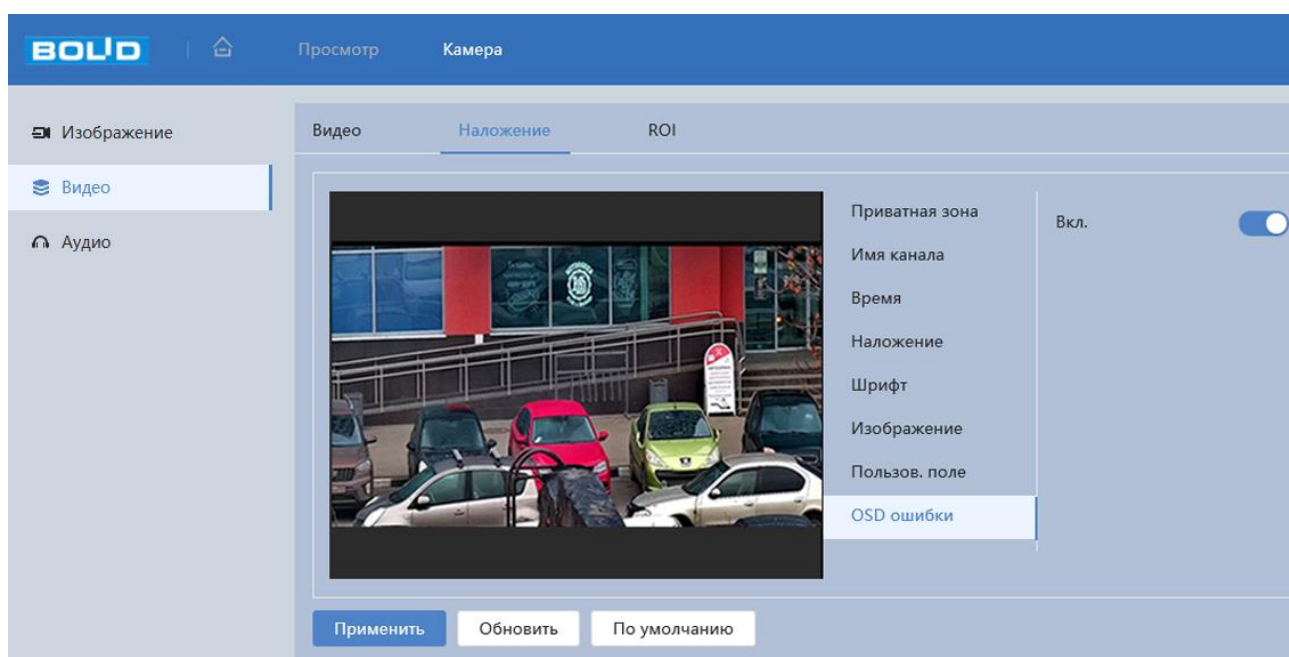 BOLID
Просмотр
Камера
Изображение
Видео
Аудио
Видео
Наложение
ROI
Приватная зона
Имя канала
Время
Наложение
Шрифт
Изображение
Пользов. поле
OSD ошибки
Вкл.
Применить
Обновить
По умолчанию